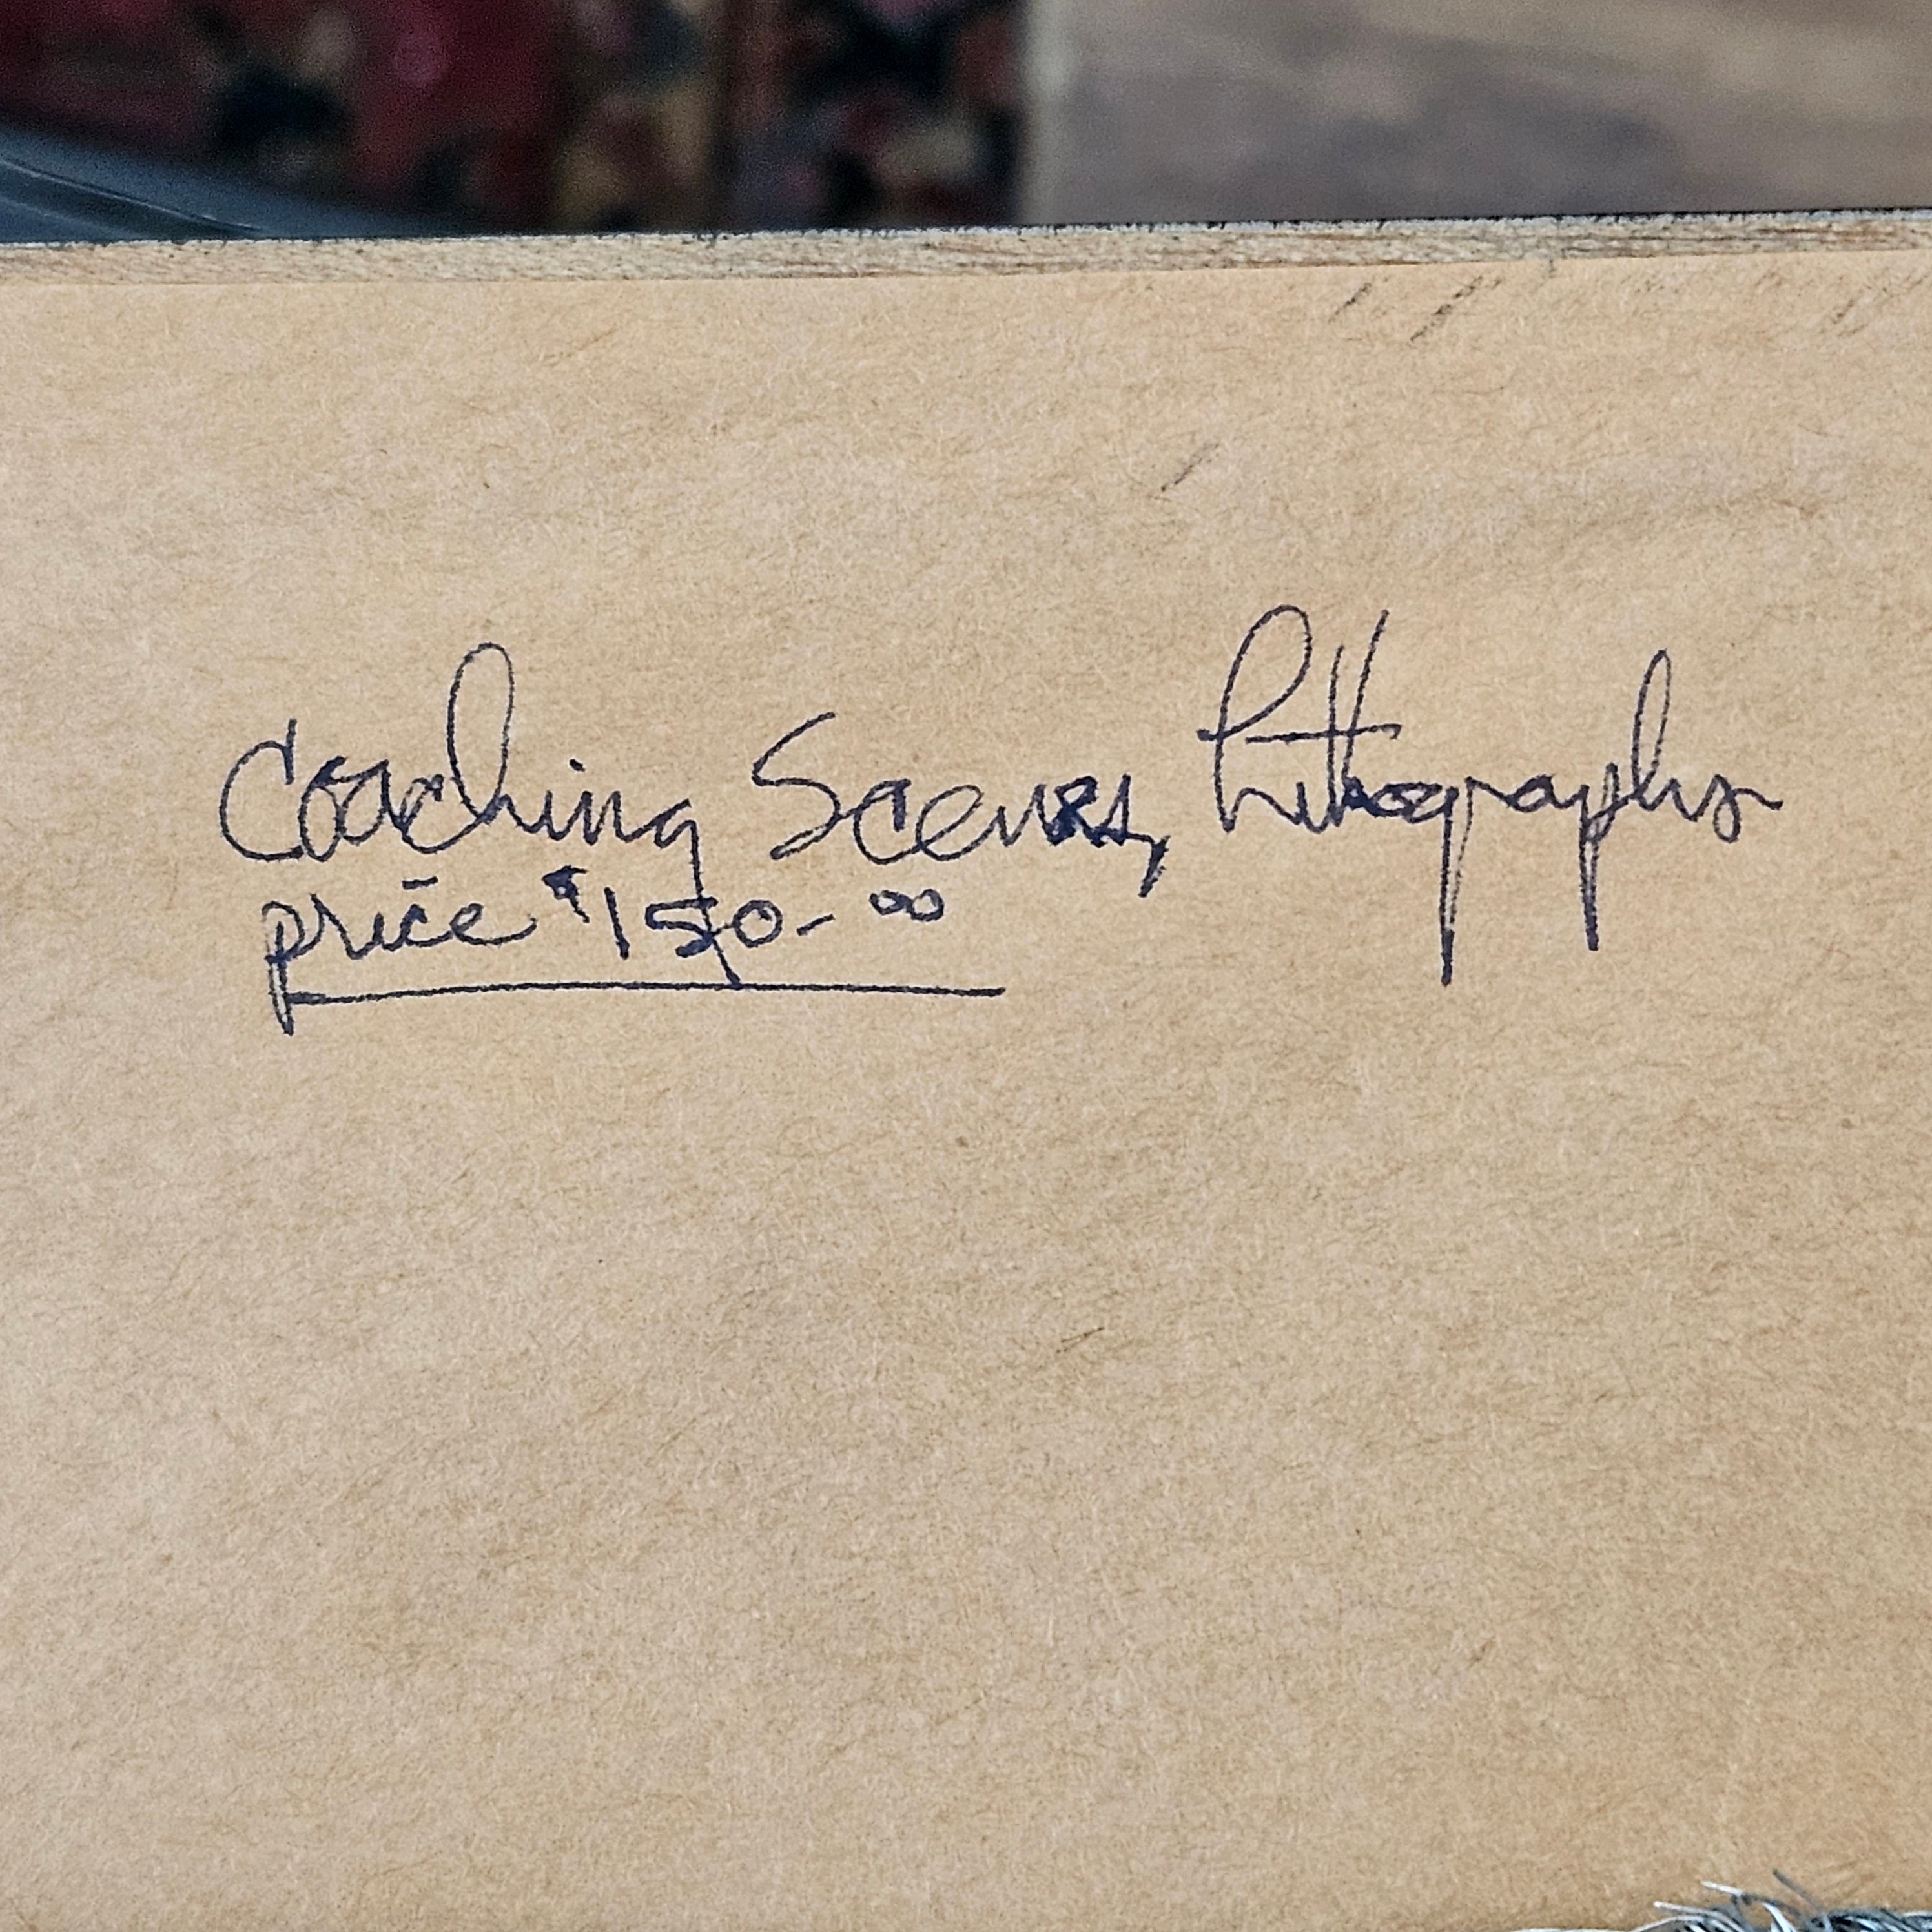 Coaching Scenes, Lithographs
price $150-00